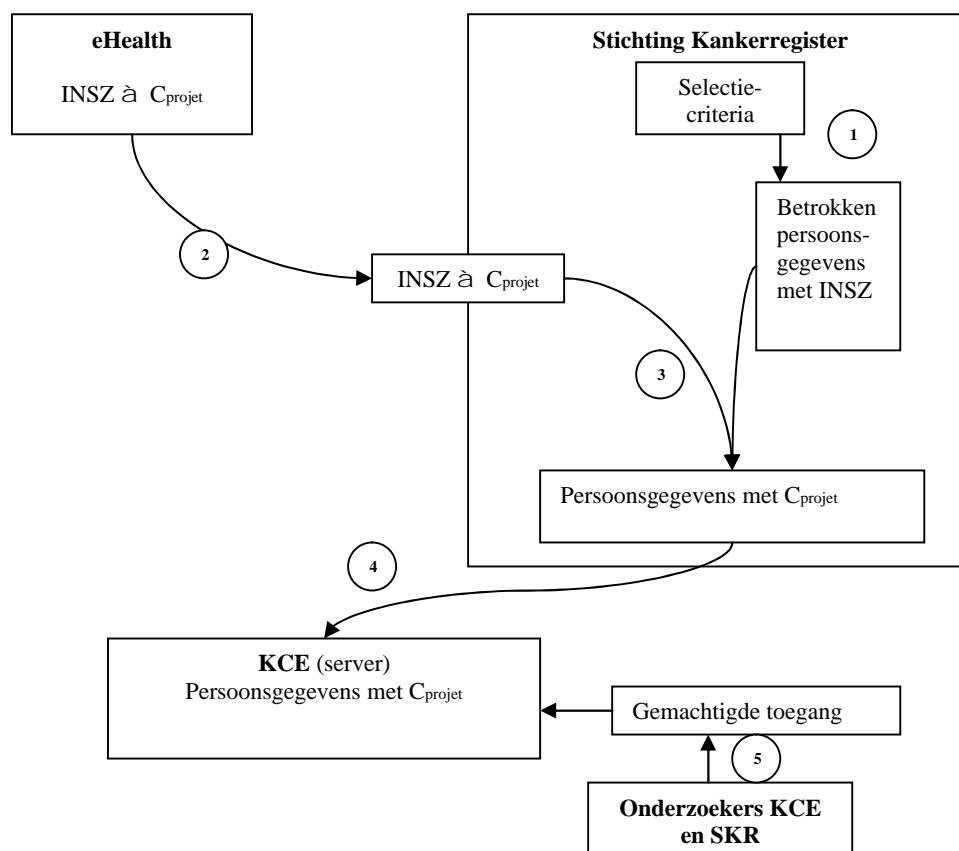 eHealth
INSZ à Cprojet
Stichting Kankerregister
Selectie-
criteria
1
Betrokken
persoons-
gegevens
met INSZ
2
INSZ à Cprojet
3
Persoonsgegevens met Cprojet
4
KCE (server)
Persoonsgegevens met Cprojet
Gemachtigde toegang
5
Onderzoekers KCE
en SKR